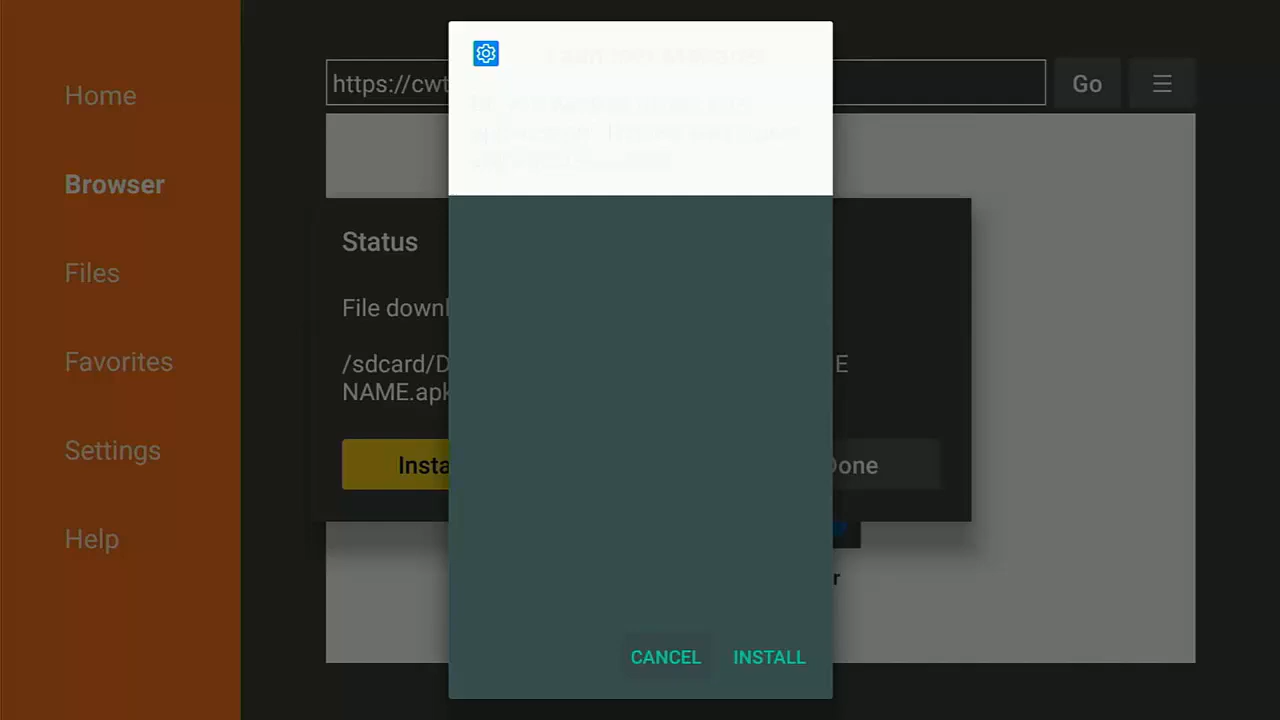 Home
Browser
Files
Favorites
Settings
Help
https://cwt
Go
Status
File downl
/sdcard/D
E
NAME.apk
Insta
Done
r
CANCEL
INSTALL